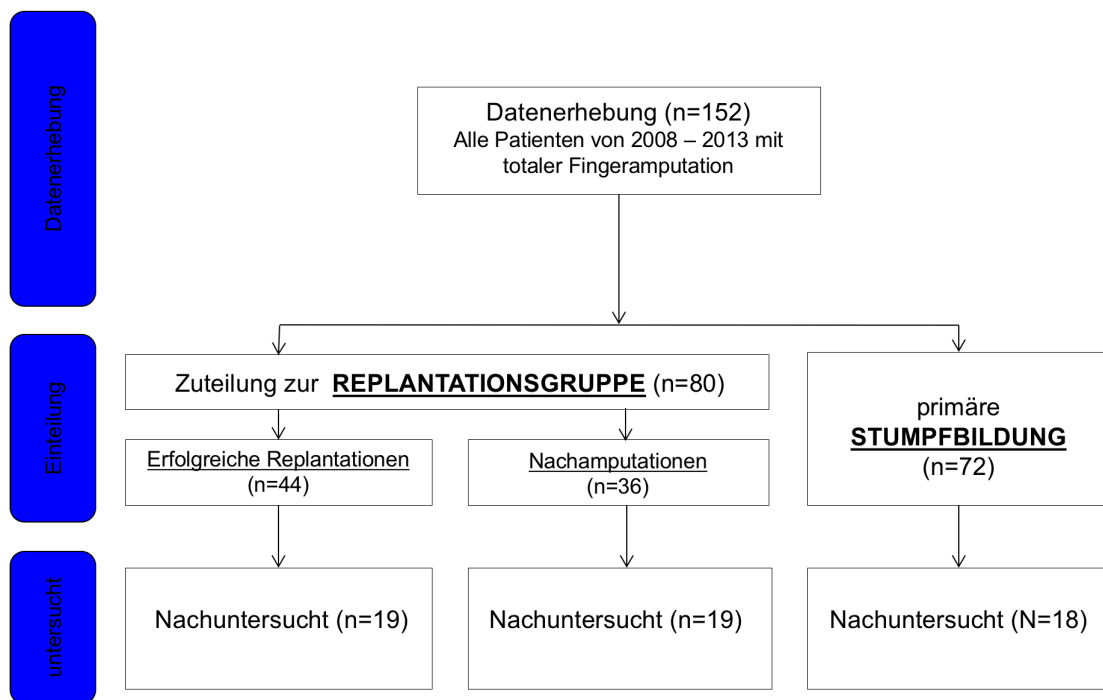 Datenerhebung
Datenerhebung (n=152)
Alle Patienten von 2008 – 2013 mit
totaler Fingeramputation
Einteilung
Zuteilung zur REPLANTATIONSGRUPPE (n=80)
primäre
STUMPFBILDUNG
(n=72)
Erfolgreiche Replantationen
(n=44)
Nachamputationen
(n=36)
untersucht
Nachuntersucht (n=19)
Nachuntersucht (n=19)
Nachuntersucht (N=18)